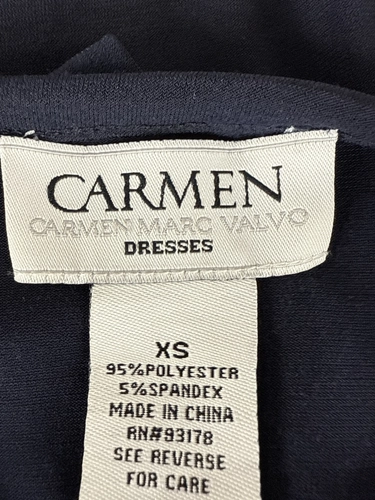 CARMEN
CARMEN MARC VALVO
DRESSES
XS
95%POLYESTER
5%SPANDEX
MADE IN CHINA
RN#93178
SEE REVERSE
FOR CARE